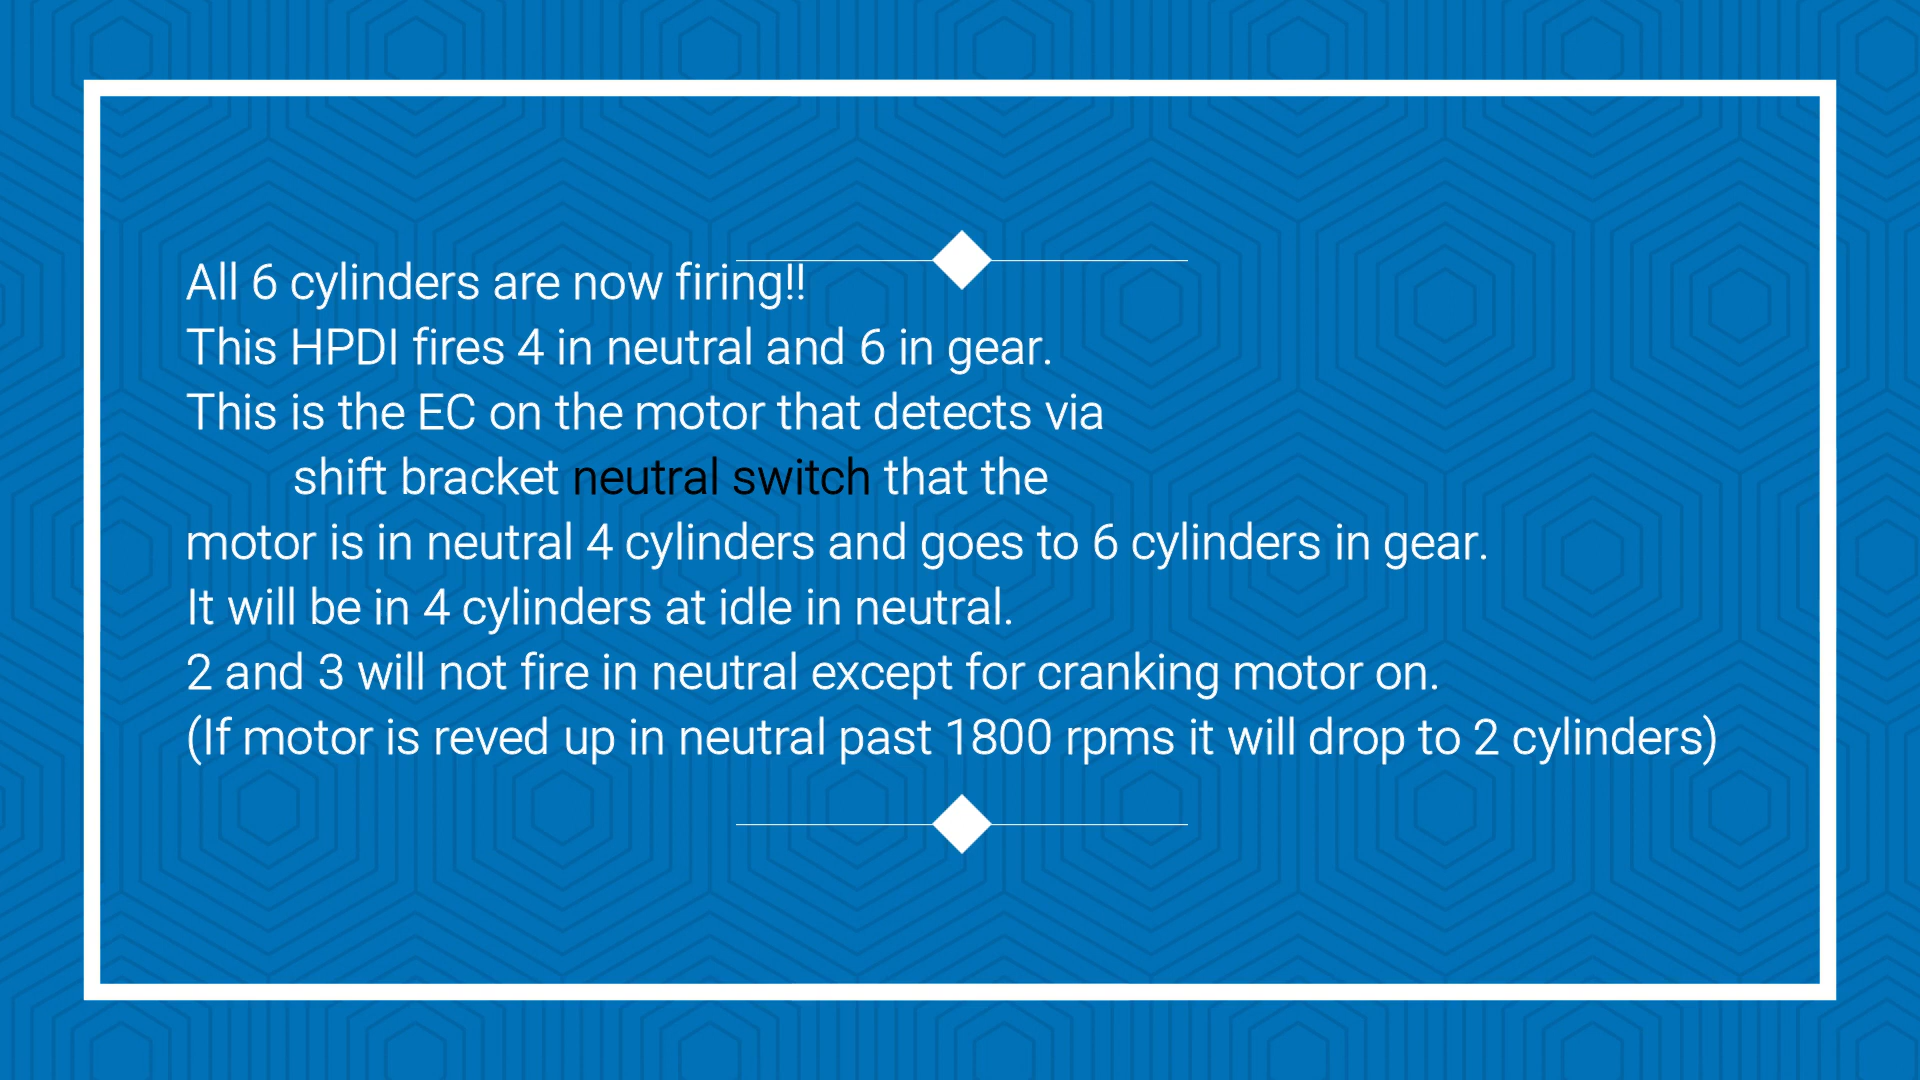 All 6 cylinders are now firing!!
This HPDI fires 4 in neutral and 6 in gear.
This is the EC on the motor that detects via
shift bracket neutral switch that the
motor is in neutral 4 cylinders and goes to 6 cylinders in gear.
It will be in 4 cylinders at idle in neutral.
2 and 3 will not fire in neutral except for cranking motor on.
(If motor is reved up in neutral past 1800 rpms it will drop to 2 cylinders)